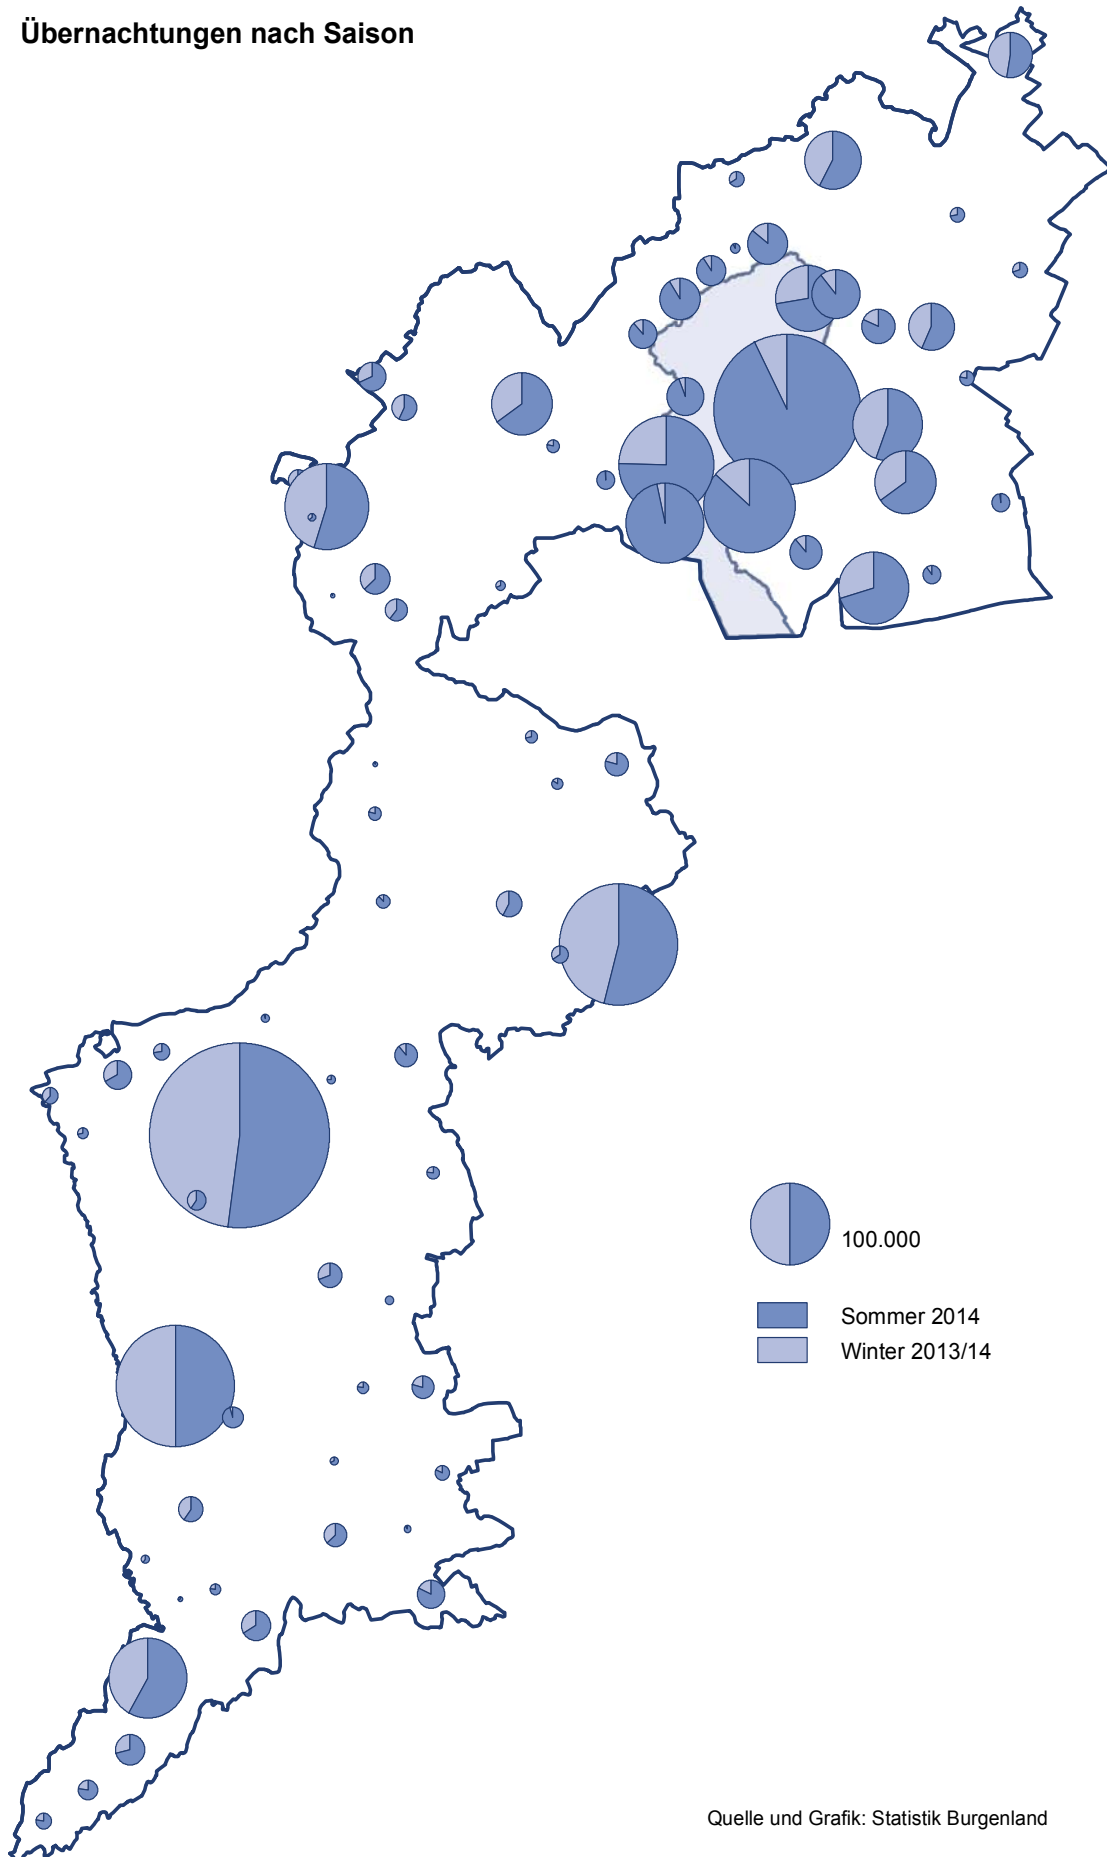 Übernachtungen nach Saison
100.000
Sommer 2014
Winter 2013/14
Quelle und Grafik: Statistik Burgenland